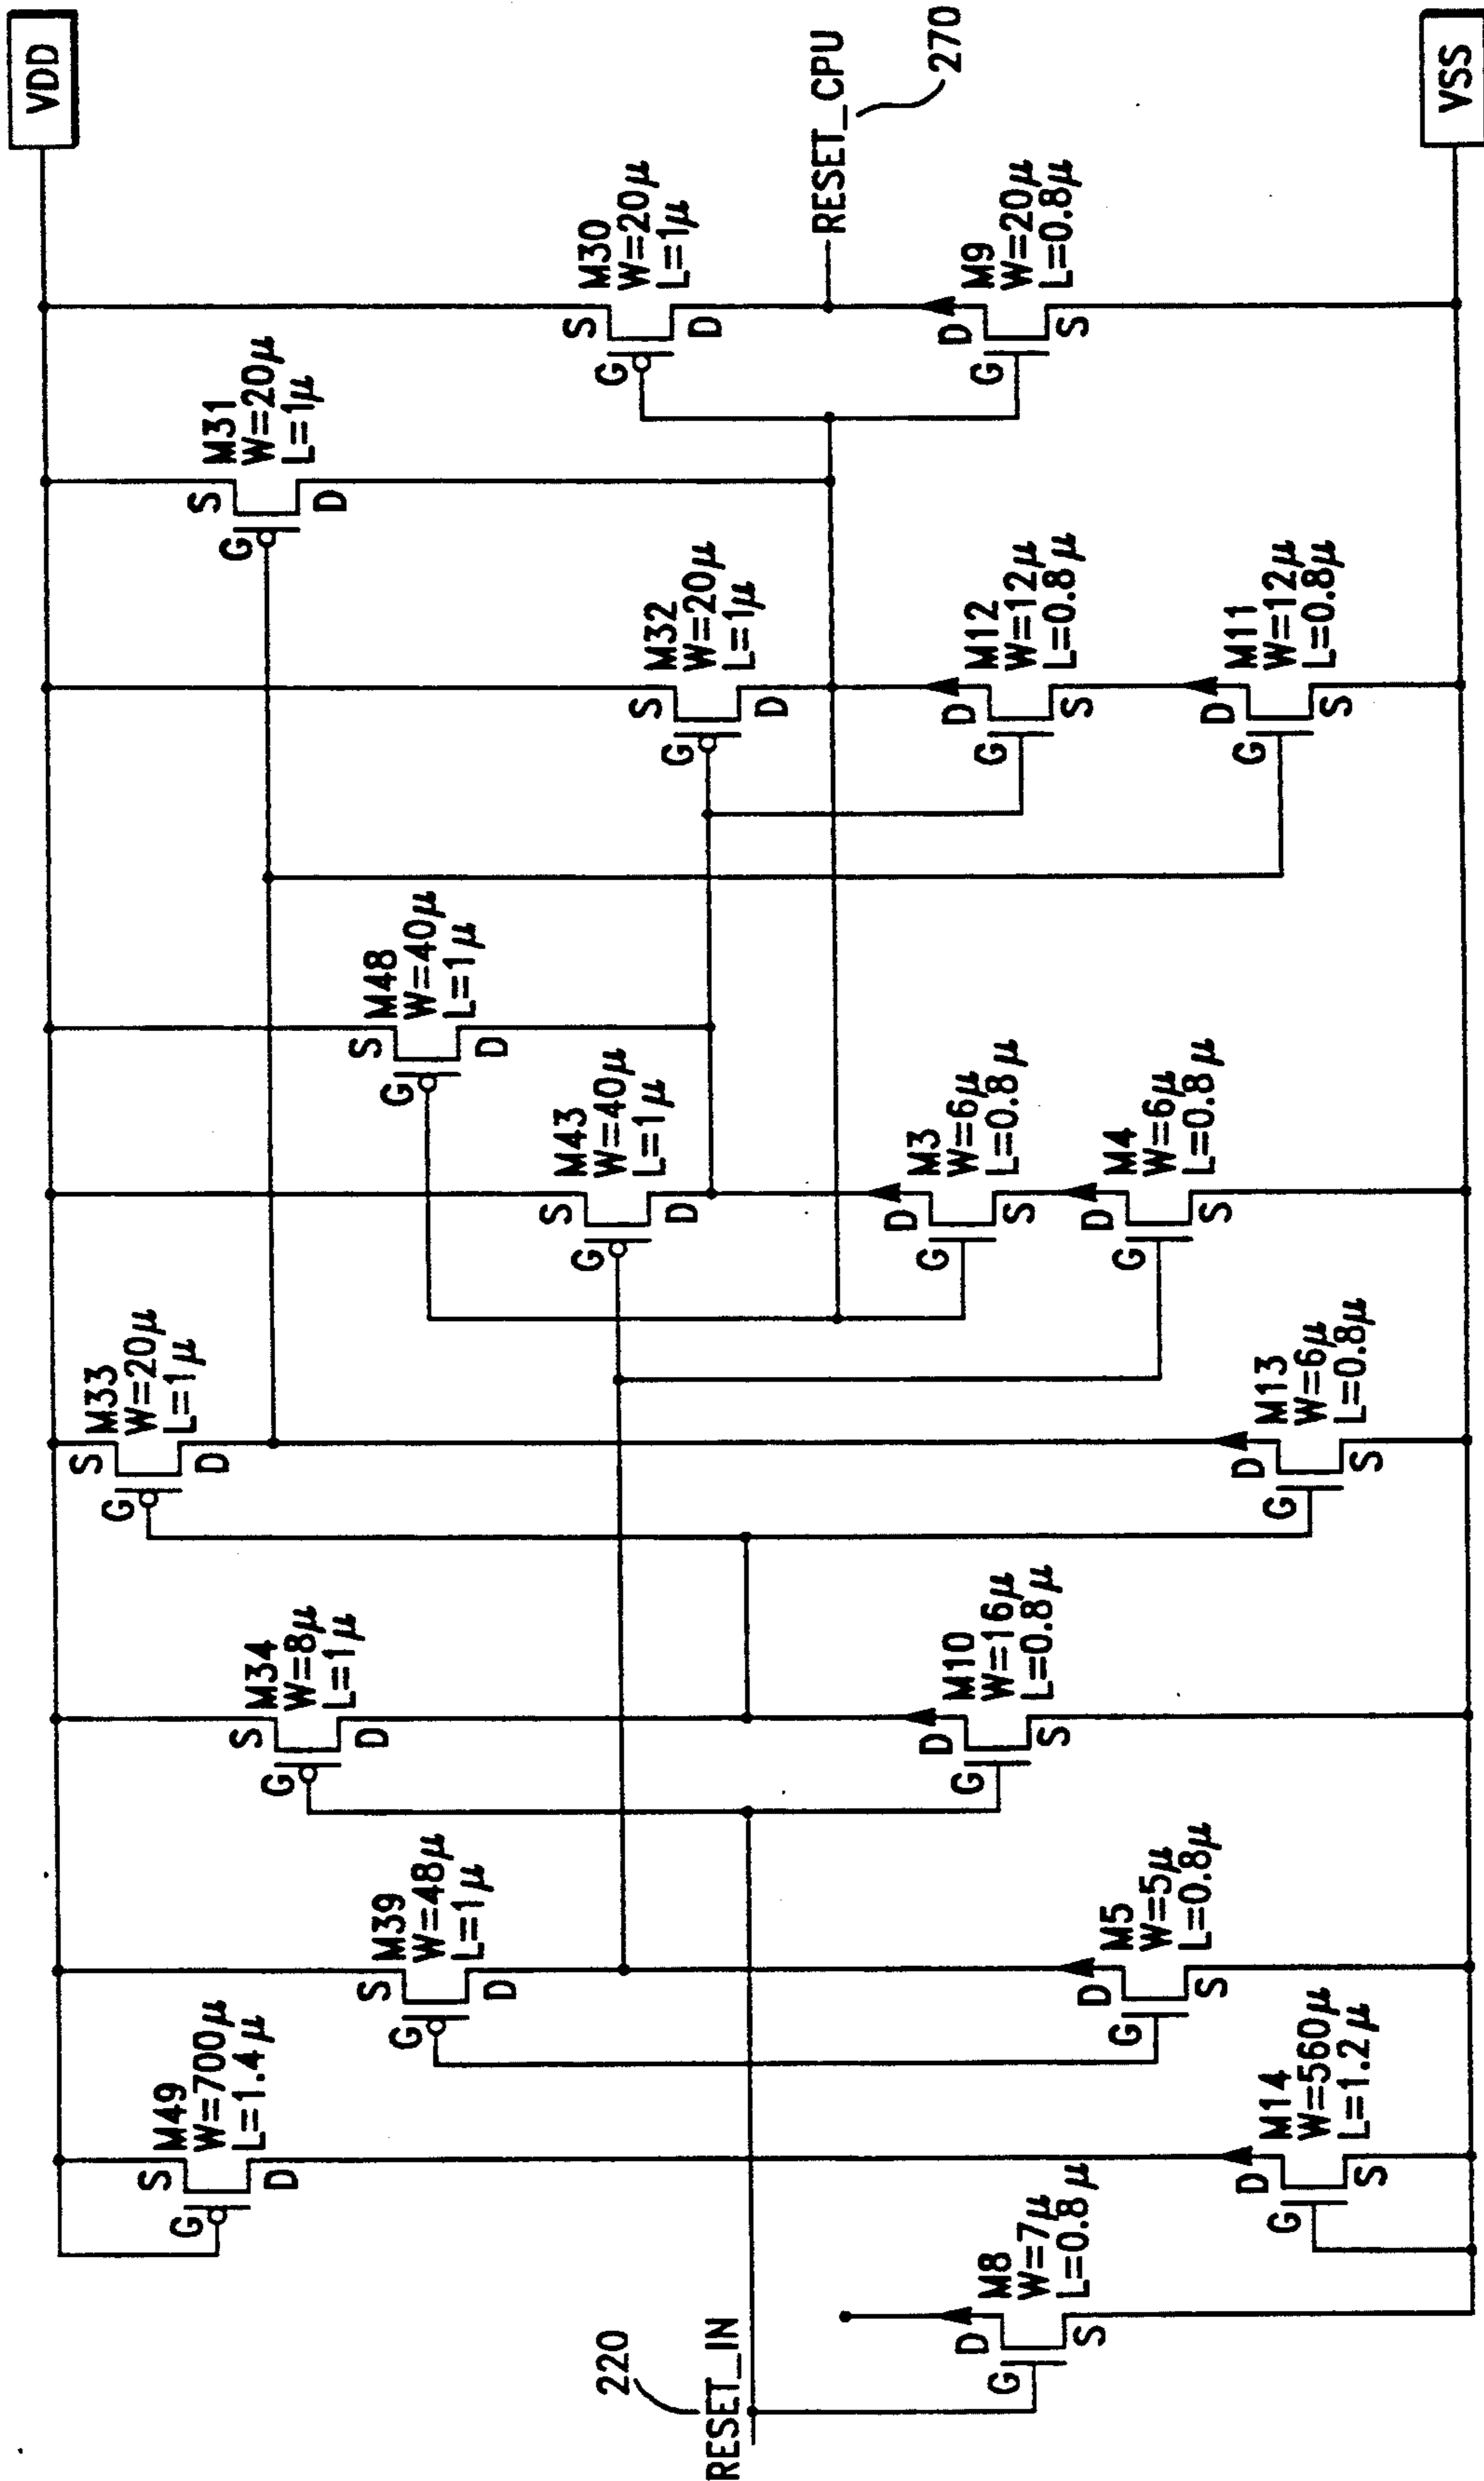 VDD
M49
W=700μ
L=1.4μ
S
G
D
M39
W=48μ
L=1μ
S
G
D
M34
W=8μ
L=1μ
S
G
D
M33
W=20μ
L=1μ
S
G
D
M43
W=40μ
L=1μ
S
G
D
M48
W=40μ
L=1μ
S
G
D
M32
W=20μ
L=1μ
S
G
D
M31
W=20μ
L=1μ
S
G
D
M30
W=20μ
L=1μ
S
G
D
220
RESET_IN
RESET_CPU
270
M8
W=7μ
L=0.8μ
D
G
S
M14
W=560μ
L=1.2μ
D
G
S
M5
W=5μ
L=0.8μ
D
G
S
M10
W=16μ
L=0.8μ
D
G
S
M13
W=6μ
L=0.8μ
D
G
S
M3
W=6μ
L=0.8μ
D
G
S
M4
W=6μ
L=0.8μ
D
G
S
M12
W=12μ
L=0.8μ
D
G
S
M11
W=12μ
L=0.8μ
D
G
S
M9
W=20μ
L=0.8μ
D
G
S
VSS